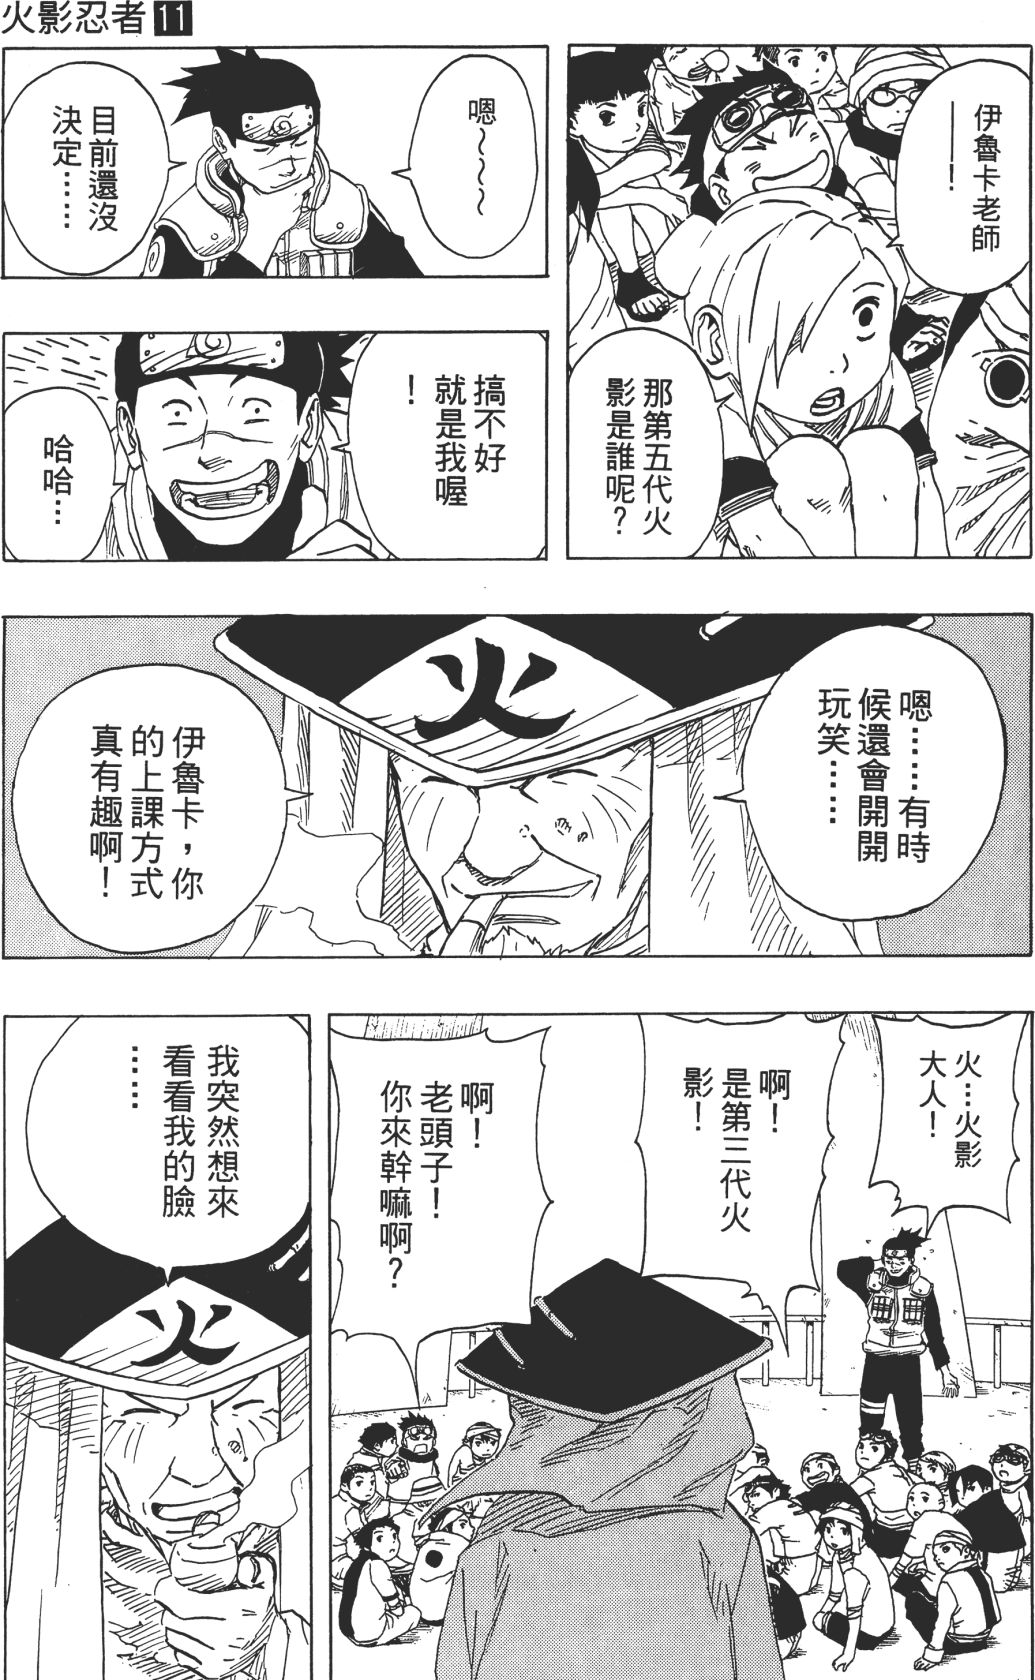 火影忍者11
伊魯卡老師
——！
那第五代火
影是誰呢？
嗯～～～～
目前還沒
決定……
搞不好
就是我喔
！
哈哈…
嗯……有時
候還會開開
玩笑……
伊魯卡，你
的上課方式
真有趣啊！
火
火…火影
大人！
啊！
是第三代火
影！
啊！
老頭子！
你來幹嘛啊？
我突然想來
看看我的臉
……
火